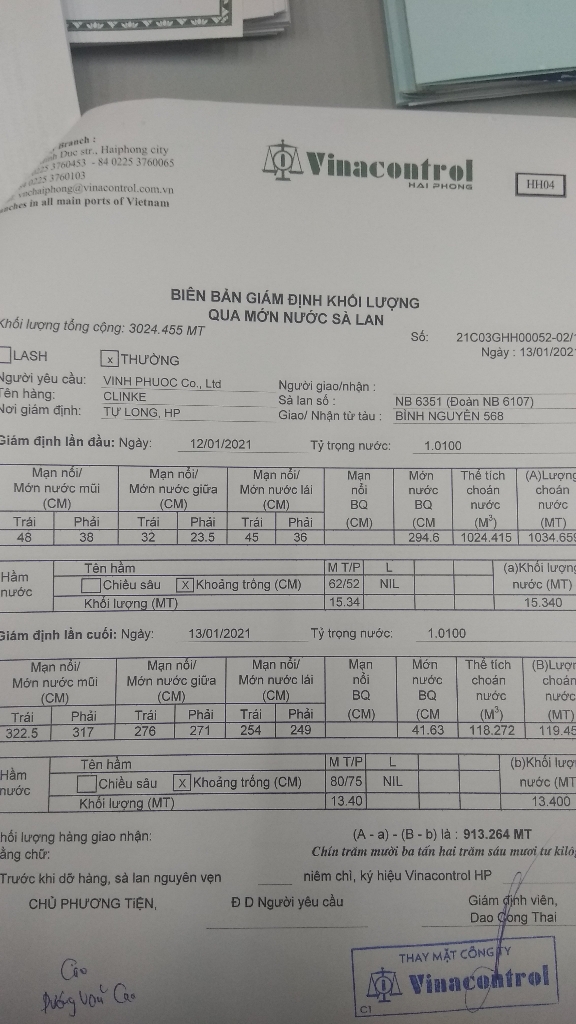 Branch :
Duc str., Haiphong city
0225 3760453 - 84 0225 3760065
0225 3760103
vnchaiphong@vinacontrol.com.vn
in all main ports of Vietnam
Vinacontrol
HAI PHONG
HH04
BIÊN BẢN GIÁM ĐỊNH KHỐI LƯỢNG
QUA MỚN NƯỚC SÀ LAN
Khối lượng tổng cộng: 3024.455 MT
Số: 21C03GHH00052-02/
Ngày : 13/01/2021
LASH x THƯỜNG
Người yêu cầu: VINH PHUOC Co., Ltd Người giao/nhận :
Tên hàng: CLINKE Sà lan số : NB 6351 (Đoàn NB 6107)
Nơi giám định: TỰ LONG, HP Giao/ Nhận từ tàu : BÌNH NGUYÊN 568
Giám định lần đầu: Ngày: 12/01/2021 Tỷ trọng nước: 1.0100
Mạn nổi/ Mạn nổi/ Mạn nổi/ Mạn Mớn Thể tích (A)Lượng
Mớn nước mũi Mớn nước giữa Mớn nước lái nổi nước choán choán
(CM) (CM) (CM) BQ BQ nước nước
Trái Phải Trái Phải Trái Phải (CM) (CM (M³) (MT)
48 38 32 23.5 45 36 294.6 1024.415 1034.659
Hầm nước
Tên hầm M T/P L (a)Khối lượng
Chiều sâu X Khoảng trống (CM) 62/52 NIL nước (MT)
Khối lượng (MT) 15.34 15.340
Giám định lần cuối: Ngày: 13/01/2021 Tỷ trọng nước: 1.0100
Mạn nổi/ Mạn nổi/ Mạn nổi/ Mạn Mớn Thể tích (B)Lượng
Mớn nước mũi Mớn nước giữa Mớn nước lái nổi nước choán choán
(CM) (CM) (CM) BQ BQ nước nước
Trái Phải Trái Phải Trái Phải (CM) (CM (M³) (MT)
322.5 317 276 271 254 249 41.63 118.272 119.45
Hầm nước
Tên hầm M T/P L (b)Khối lượ
Chiều sâu X Khoảng trống (CM) 80/75 NIL nước (MT
Khối lượng (MT) 13.40 13.400
hối lượng hàng giao nhận: (A - a) - (B - b) là : 913.264 MT
ằng chữ: Chín trăm mười ba tấn hai trăm sáu mươi tư kilô
Trước khi dỡ hàng, sà lan nguyên vẹn niêm chì, ký hiệu Vinacontrol HP
CHỦ PHƯƠNG TIỆN, Đ D Người yêu cầu Giám định viên,
Dao Cong Thai
THAY MẶT CÔNG TY
Vinacontrol
C1